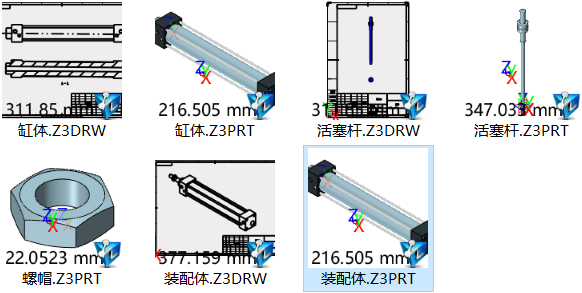 311.85 mm
缸体.Z3DRW
216.505 mm
缸体.Z3PRT
活塞杆.Z3DRW
347.033 mm
活塞杆.Z3PRT
22.0523 mm
螺帽.Z3PRT
377.159 mm
装配体.Z3DRW
216.505 mm
装配体.Z3PRT